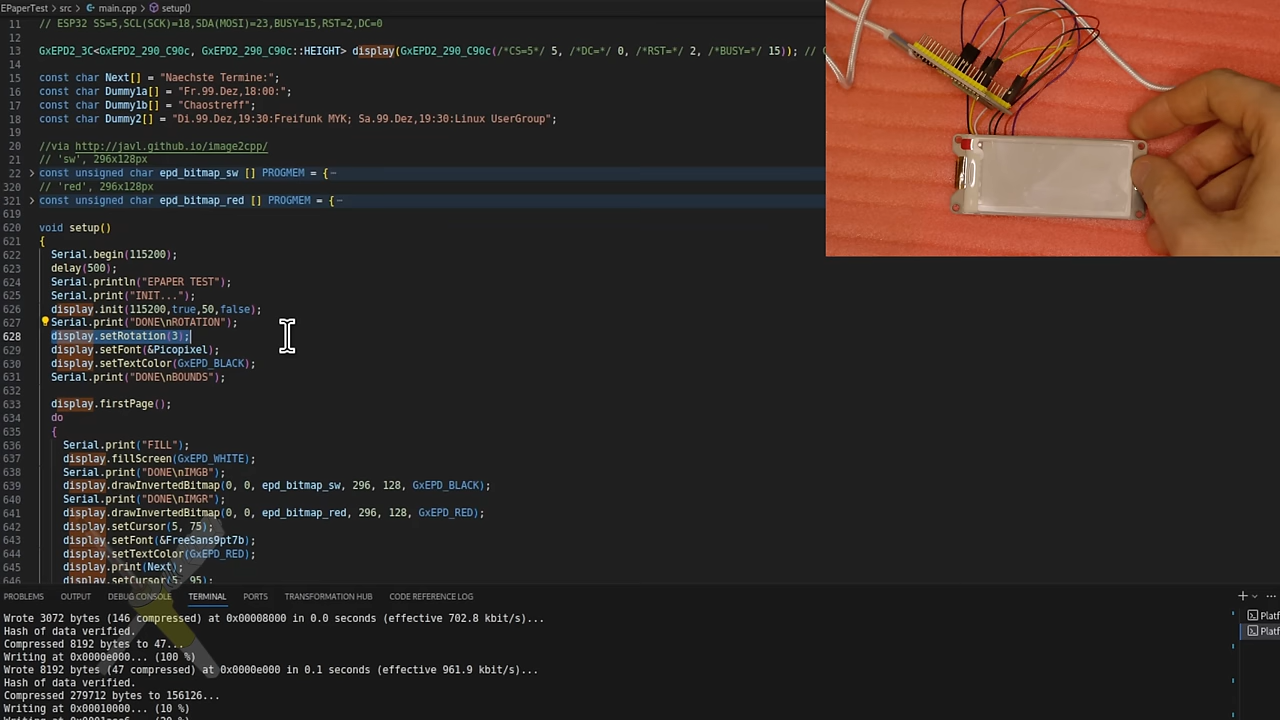 EPaperTest > src > main.cpp > setup()
11 // ESP32 SS=5,SCL(SCK)=18,SDA(MOSI)=23,BUSY=15,RST=2,DC=0
12
13 GxEPD2_3C<GxEPD2_290_C90c, GxEPD2_290_C90c::HEIGHT> display(GxEPD2_290_C90c(/*CS=5*/ 5, /*DC=*/ 0, /*RST=*/ 2, /*BUSY=*/ 15)); //
14
15 const char Next[] = "Naechste Termine:";
16 const char Dummy1a[] = "Fr.99.Dez,18:00:";
17 const char Dummy1b[] = "Chaostreff";
18 const char Dummy2[] = "Di.99.Dez,19:30:Freifunk MYK; Sa.99.Dez,19:30:Linux UserGroup";
19
20 //via http://javl.github.io/image2cpp/
21 // 'sw', 296x128px
22 const unsigned char epd_bitmap_sw [] PROGMEM = {
320 // 'red', 296x128px
321 const unsigned char epd_bitmap_red [] PROGMEM = {
619
620 void setup()
621 {
622 Serial.begin(115200);
623 delay(500);
624 Serial.println("EPAPER TEST");
625 Serial.print("INIT...");
626 display.init(115200,true,50,false);
627 Serial.print("DONE\nROTATION");
628 display.setRotation(3);
629 display.setFont(&Picopixel);
630 display.setTextColor(GxEPD_BLACK);
631 Serial.print("DONE\nBOUNDS");
632
633 display.firstPage();
634 do
635 {
636 Serial.print("FILL");
637 display.fillScreen(GxEPD_WHITE);
638 Serial.print("DONE\nIMGB");
639 display.drawInvertedBitmap(0, 0, epd_bitmap_sw, 296, 128, GxEPD_BLACK);
640 Serial.print("DONE\nIMGR");
641 display.drawInvertedBitmap(0, 0, epd_bitmap_red, 296, 128, GxEPD_RED);
642 display.setCursor(5, 75);
643 display.setFont(&FreeSans9pt7b);
644 display.setTextColor(GxEPD_RED);
645 display.print(Next);
646 display.setCursor(5, 95);
PROBLEMS OUTPUT DEBUG CONSOLE TERMINAL PORTS TRANSFORMATION HUB CODE REFERENCE LOG
Wrote 3072 bytes (146 compressed) at 0x00008000 in 0.0 seconds (effective 702.8 kbit/s)...
Hash of data verified.
Compressed 8192 bytes to 47...
Writing at 0x0000e000... (100 %)
Wrote 8192 bytes (47 compressed) at 0x0000e000 in 0.1 seconds (effective 961.9 kbit/s)...
Hash of data verified.
Compressed 279712 bytes to 156126...
Writing at 0x00010000... (10 %)
Platf
Platf